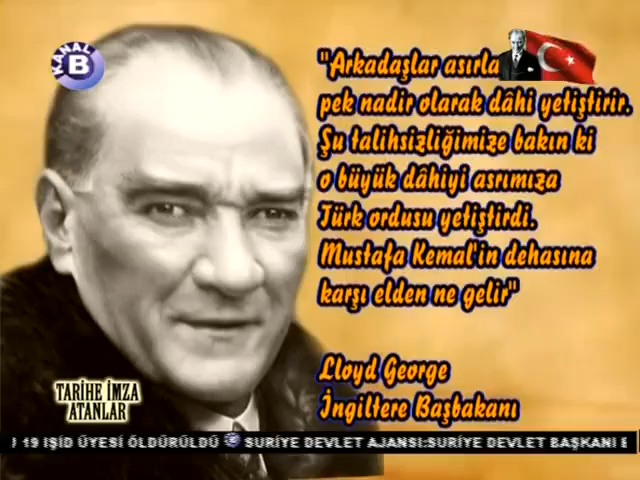 KANAL B
"Arkadaşlar asırla
pek nadir olarak dâhi yetiştirir.
Şu talihsizliğimize bakın ki
o büyük dâhiyi asrımıza
Türk ordusu yetiştirdi.
Mustafa Kemal'in dehasına
karşı elden ne gelir"
Lloyd George
İngiltere Başbakanı
TARİHE İMZA
ATANLAR
19 IŞİD ÜYESİ ÖLDÜRÜLDÜ B SURİYE DEVLET AJANSI:SURİYE DEVLET BAŞKANI